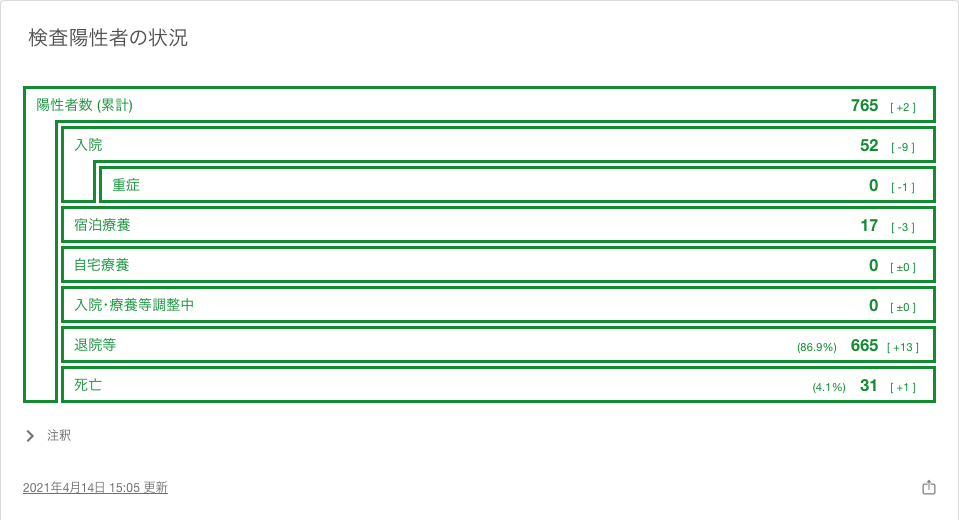 検査陽性者の状況
陽性者数 (累計) 765 [ +2 ]
入院 52 [ -9 ]
重症 0 [ -1 ]
宿泊療養 17 [ -3 ]
自宅療養 0 [ ±0 ]
入院･療養等調整中 0 [ ±0 ]
退院等 (86.9%) 665 [ +13 ]
死亡 (4.1%) 31 [ +1 ]
注釈
2021年4月14日 15:05 更新